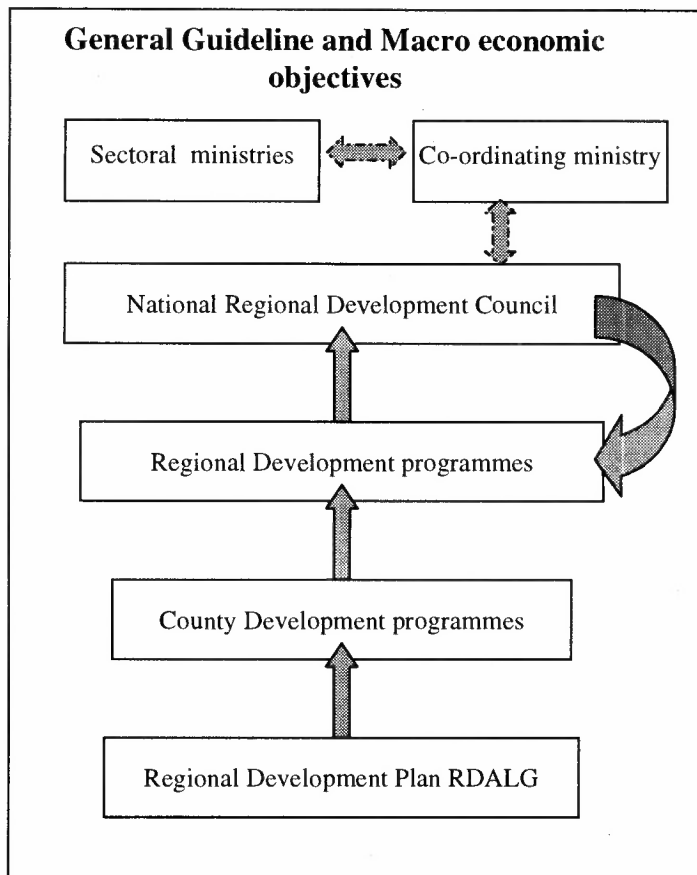 General Guideline and Macro economic
objectives
Sectoral ministries
Co-ordinating ministry
National Regional Development Council
Regional Development programmes
County Development programmes
Regional Development Plan RDALG